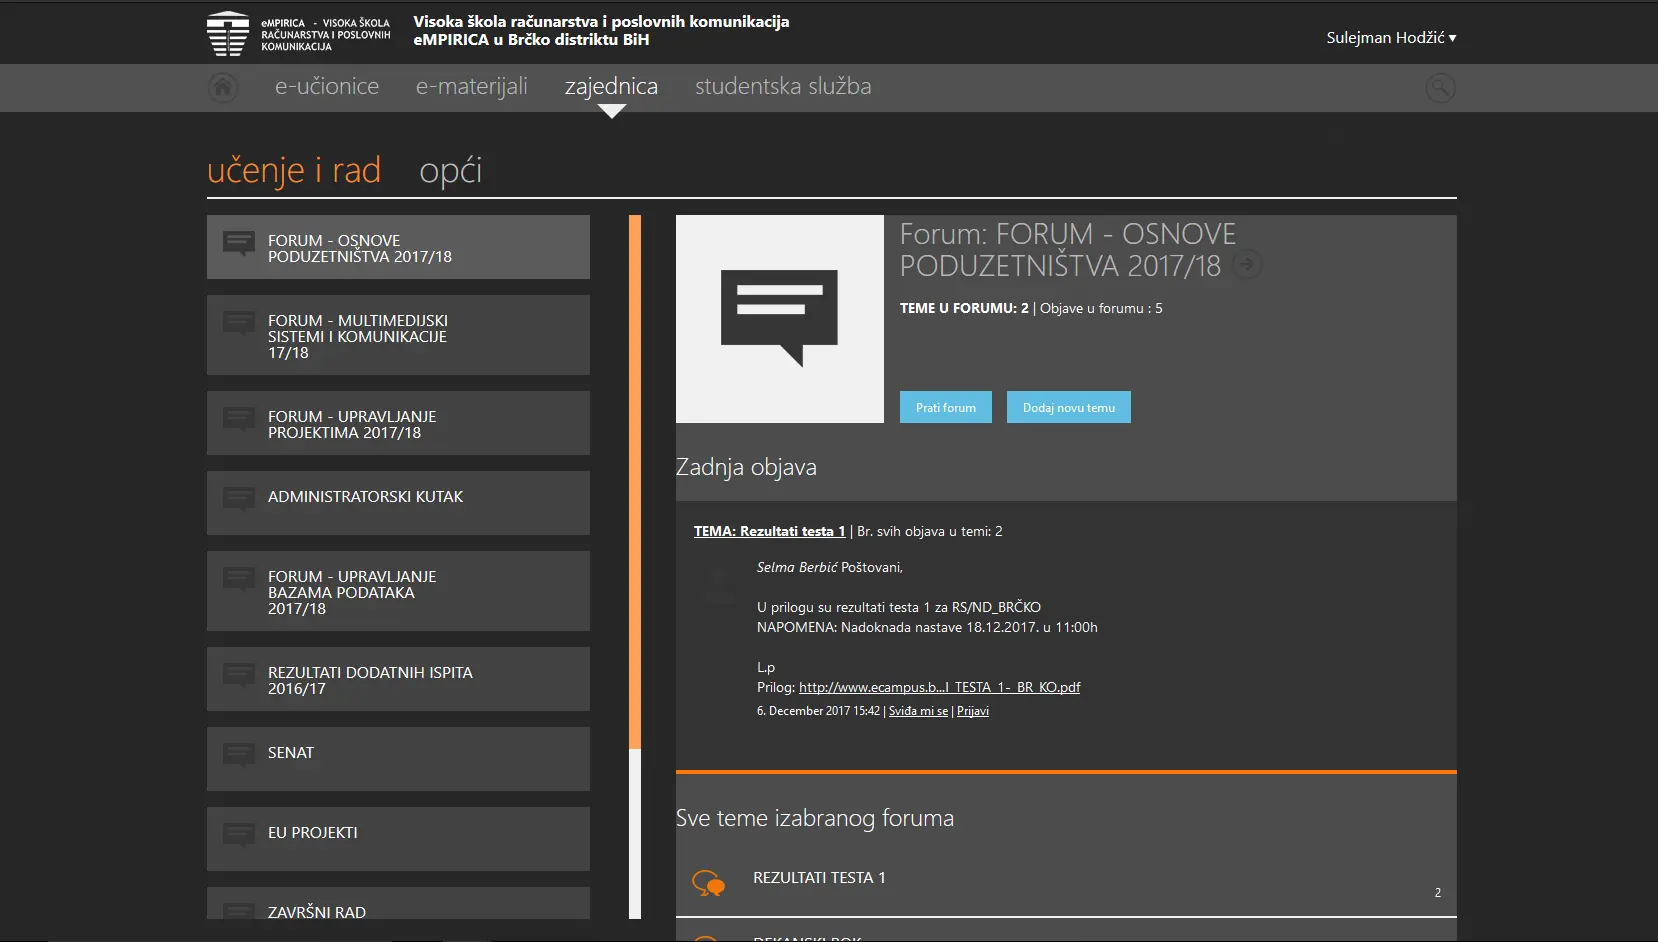 eMPIRICA - VISOKA ŠKOLA
RAČUNARSTVA I POSLOVNIH
KOMUNIKACIJA
Visoka škola računarstva i poslovnih komunikacija
eMPIRICA u Brčko distriktu BiH
Sulejman Hodžić ▾
e-učionice
e-materijali
zajednica
studentska služba
učenje i rad
opći
FORUM - OSNOVE
PODUZETNIŠTVA 2017/18
FORUM - MULTIMEDIJSKI
SISTEMI I KOMUNIKACIJE
17/18
FORUM - UPRAVLJANJE
PROJEKTIMA 2017/18
ADMINISTRATORSKI KUTAK
FORUM - UPRAVLJANJE
BAZAMA PODATAKA
2017/18
REZULTATI DODATNIH ISPITA
2016/17
SENAT
EU PROJEKTI
ZAVRŠNI RAD
Forum: FORUM - OSNOVE
PODUZETNIŠTVA 2017/18
TEME U FORUMU: 2 | Objave u forumu : 5
Prati forum
Dodaj novu temu
Zadnja objava
TEMA: Rezultati testa 1 | Br. svih objava u temi: 2
Selma Berbić Poštovani,
U prilogu su rezultati testa 1 za RS/ND_BRČKO
NAPOMENA: Nadoknada nastave 18.12.2017. u 11:00h
L.p
Prilog: http://www.ecampus.b...I_TESTA_1-_BR_KO.pdf
6. December 2017 15:42 | Sviđa mi se | Prijavi
Sve teme izabranog foruma
REZULTATI TESTA 1
2